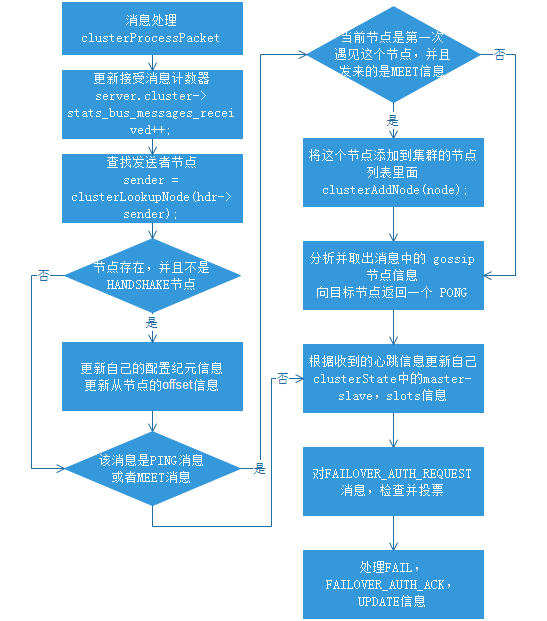 消息处理
clusterProcessPacket
更新接受消息计数器
server.cluster->
stats_bus_messages_recei
ved++;
查找发送者节点
sender =
clusterLookupNode(hdr->
sender);
节点存在，并且不是
HANDSHAKE节点
否
是
更新自己的配置纪元信息
更新从节点的offset信息
该消息是PING消息
或者MEET消息
是
否
当前节点是第一次
遇见这个节点，并且
发来的是MEET信息
否
是
将这个节点添加到集群的节点
列表里面
clusterAddNode(node);
分析并取出消息中的 gossip
节点信息
向目标节点返回一个 PONG
根据收到的心跳信息更新自己
clusterState中的master-
slave，slots信息
对FAILOVER_AUTH_REQUEST
消息，检查并投票
处理FAIL，
FAILOVER_AUTH_ACK，
UPDATE信息